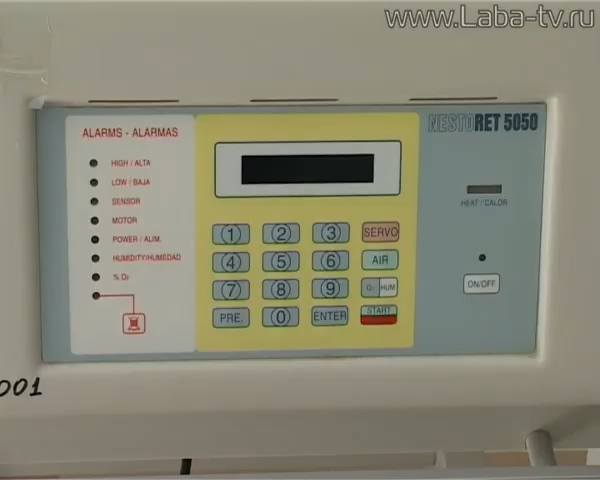 www.Laba-tv.ru
NESTORET 5050
ALARMS - ALARMAS
HIGH / ALTA
LOW / BAJA
SENSOR
MOTOR
POWER / ALIM.
HUMIDITY/HUMEDAD
% O₂
1 2 3 SERVO
4 5 6 AIR
7 8 9 O₂ HUM
PRE. 0 ENTER START
HEAT / CALOR
ON/OFF
001